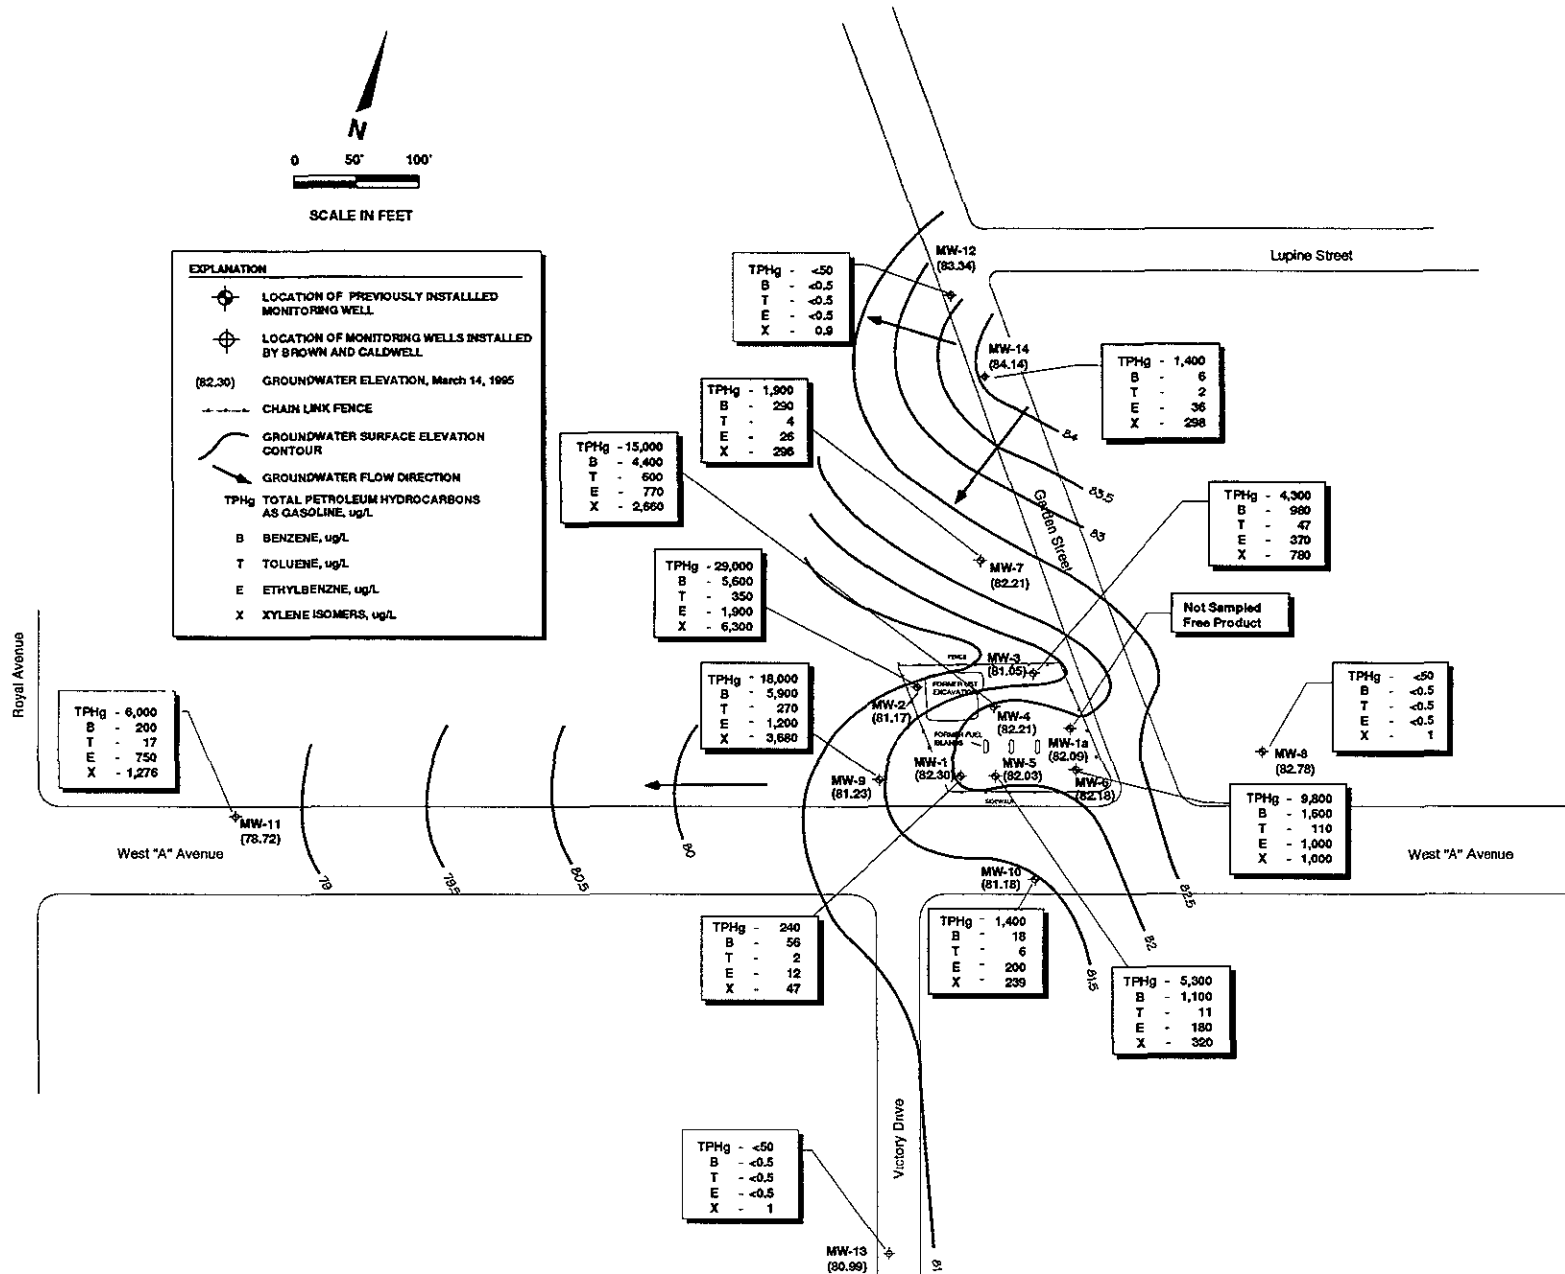 N
0 50' 100'
SCALE IN FEET
EXPLANATION
LOCATION OF PREVIOUSLY INSTALLLED
MONITORING WELL
LOCATION OF MONITORING WELLS INSTALLED
BY BROWN AND CALDWELL
(82.30) GROUNDWATER ELEVATION, March 14, 1995
CHAIN LINK FENCE
GROUNDWATER SURFACE ELEVATION
CONTOUR
GROUNDWATER FLOW DIRECTION
TPHg TOTAL PETROLEUM HYDROCARBONS
AS GASOLINE, ug/L
B BENZENE, ug/L
T TOLUENE, ug/L
E ETHYLBENZNE, ug/L
X XYLENE ISOMERS, ug/L
Lupine Street
MW-12
(83.34)
TPHg - <50
B - <0.5
T - <0.5
E - <0.5
X - 0.9
MW-14
(84.14)
TPHg - 1,400
B - 6
T - 2
E - 36
X - 298
TPHg - 1,900
B - 290
T - 4
E - 26
X - 296
84
83.5
83
TPHg - 15,000
B - 4,400
T - 600
E - 770
X - 2,660
Garden Street
TPHg - 4,300
B - 980
T - 47
E - 370
X - 780
MW-7
(82.21)
TPHg - 29,000
B - 5,600
T - 350
E - 1,900
X - 6,300
Not Sampled
Free Product
Royal Avenue
FENCE
MW-3
(81.05)
FORMER UST
EXCAVATION
TPHg - 18,000
B - 5,900
T - 270
E - 1,200
X - 3,680
MW-2
(81.17)
MW-4
(82.21)
FORMER FUEL
ISLANDS
MW-1a
(82.09)
TPHg - <50
B - <0.5
T - <0.5
E - <0.5
X - 1
MW-8
(82.78)
TPHg - 6,000
B - 200
T - 17
E - 750
X - 1,276
MW-9
(81.23)
MW-1
(82.30)
MW-5
(82.03)
MW-6
(82.18)
SIDEWALK
TPHg - 9,800
B - 1,600
T - 110
E - 1,000
X - 1,000
MW-11
(78.72)
West "A" Avenue
West "A" Avenue
79
79.5
80.5
80
MW-10
(81.18)
82.5
82
81.5
TPHg - 240
B - 56
T - 2
E - 12
X - 47
TPHg - 1,400
B - 18
T - 6
E - 200
X - 239
TPHg - 5,300
B - 1,100
T - 11
E - 180
X - 320
Victory Drive
TPHg - <50
B - <0.5
T - <0.5
E - <0.5
X - 1
MW-13
(80.99)
81